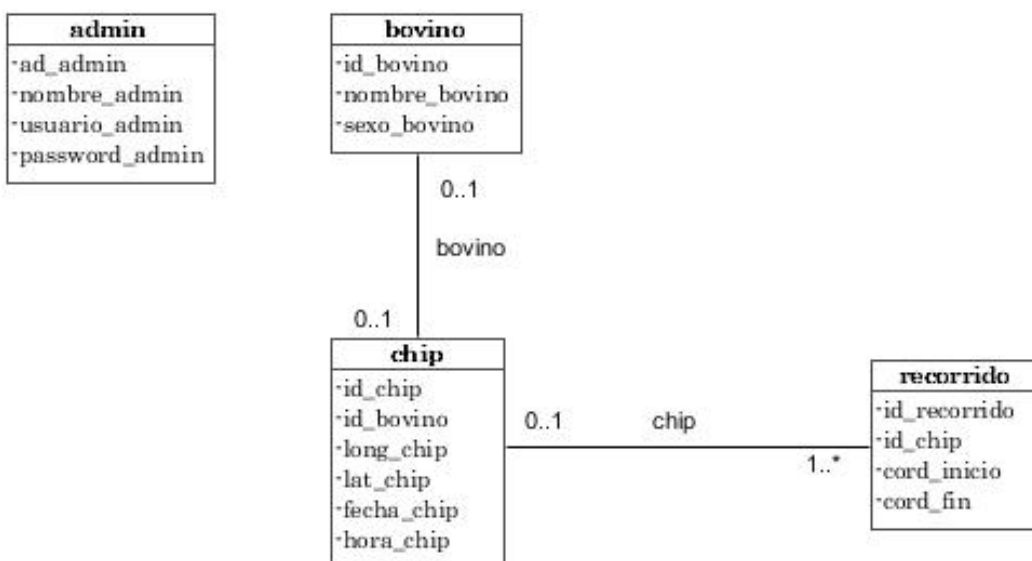 admin
-ad_admin
-nombre_admin
-usuario_admin
-password_admin
bovino
-id_bovino
-nombre_bovino
-sexo_bovino
0..1
bovino
0..1
chip
-id_chip
-id_bovino
-long_chip
-lat_chip
-fecha_chip
-hora_chip
0..1
chip
1..*
recorrido
-id_recorrido
-id_chip
-cord_inicio
-cord_fin